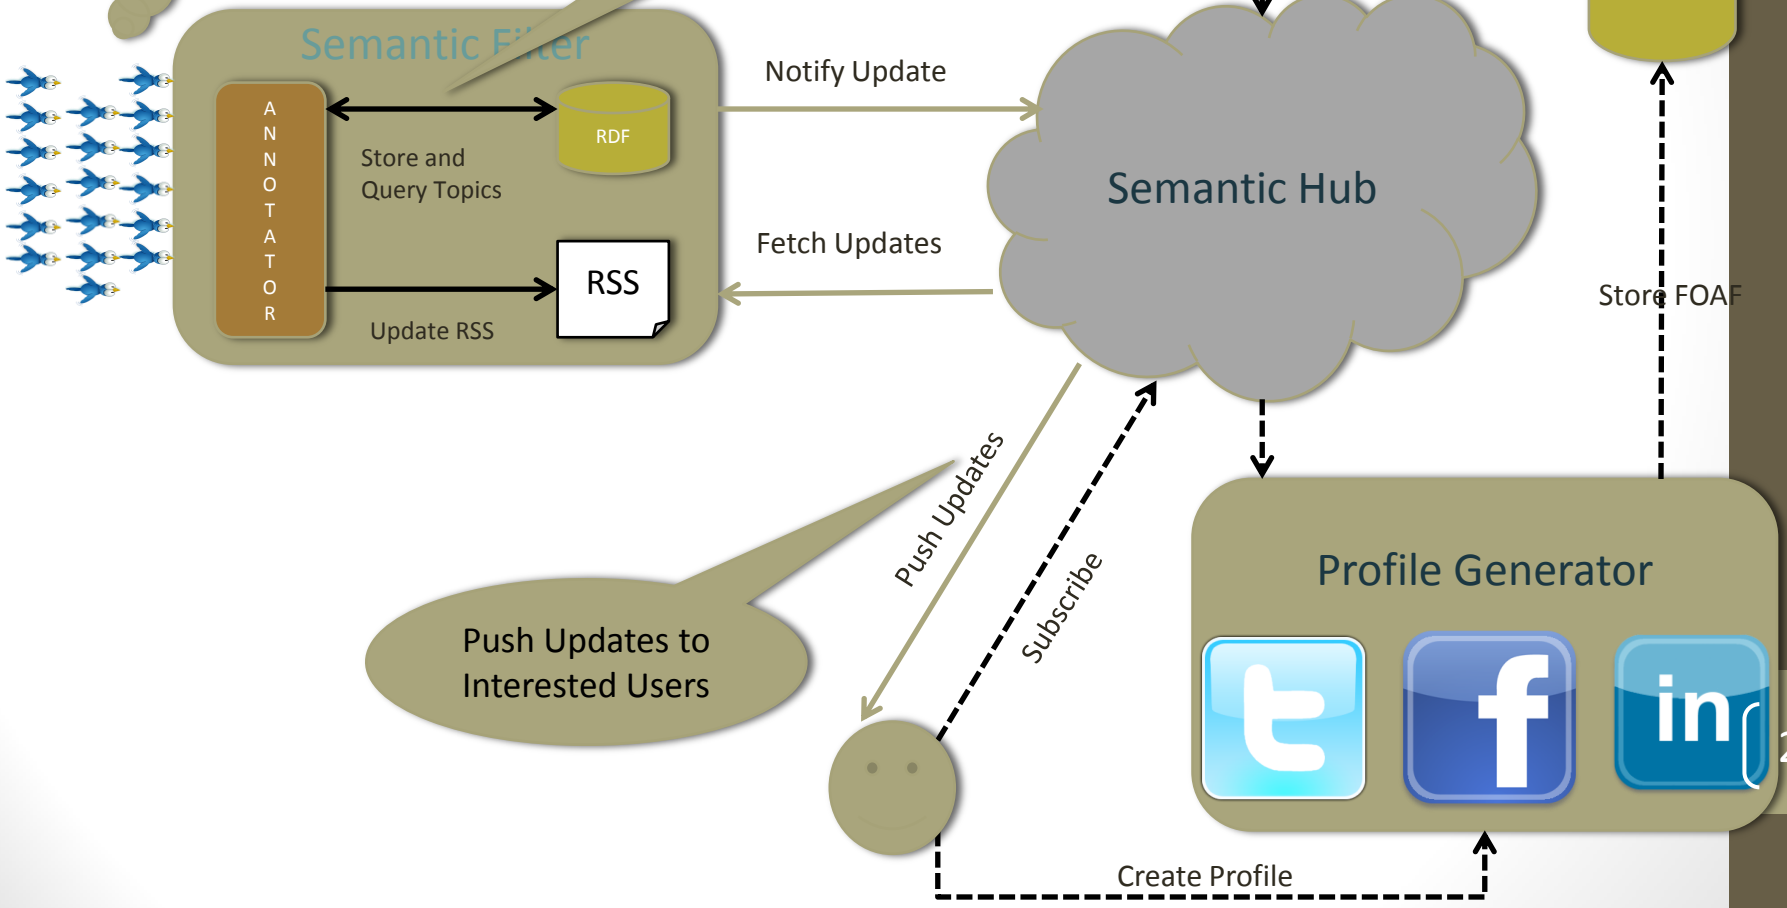 Semantic Filter
A
N
N
O
T
A
T
O
R
RDF
Store and
Query Topics
RSS
Update RSS
Notify Update
Fetch Updates
Semantic Hub
Store FOAF
Push Updates
Subscribe
Push Updates to
Interested Users
Profile Generator
t
f
in
Create Profile